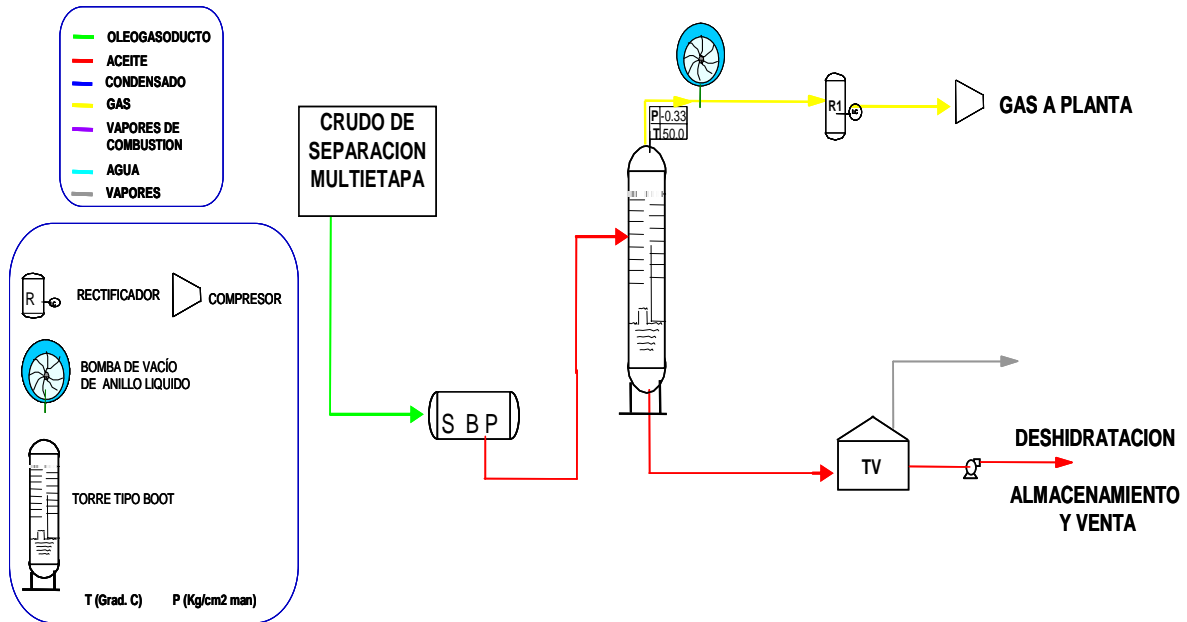 OLEOGASODUCTO
ACEITE
CONDENSADO
GAS
VAPORES DE
COMBUSTION
AGUA
VAPORES
R
RECTIFICADOR
COMPRESOR
BOMBA DE VACÍO
DE ANILLO LIQUIDO
TORRE TIPO BOOT
T (Grad. C) P (Kg/cm2 man)
CRUDO DE
SEPARACION
MULTIETAPA
S B P
P -0.33
T 50.0
R1
GAS A PLANTA
TV
DESHIDRATACION
ALMACENAMIENTO
Y VENTA